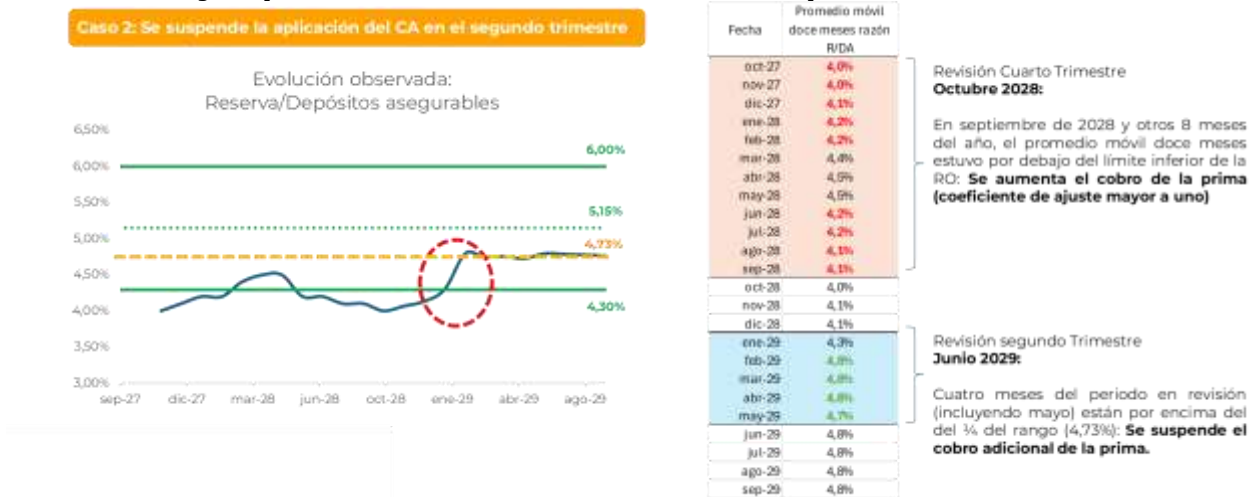 Caso 2: Se suspende la aplicación del CA en el segundo trimestre
Evolución observada:
Reserva/Depósitos asegurables
6,50%
6,00%
5,50%
5,00%
4,50%
4,00%
3,50%
3,00%
6,00%
5,15%
4,73%
4,30%
sep-27 dic-27 mar-28 jun-28 oct-28 ene-29 abr-29 ago-29
Fecha Promedio móvil
doce meses razón
R/DA
oct-27 4,0%
nov-27 4,0%
dic-27 4,1%
ene-28 4,2%
feb-28 4,2%
mar-28 4,4%
abr-28 4,5%
may-28 4,5%
jun-28 4,2%
jul-28 4,2%
ago-28 4,1%
sep-28 4,1%
oct-28 4,0%
nov-28 4,1%
dic-28 4,1%
ene-29 4,3%
feb-29 4,8%
mar-29 4,8%
abr-29 4,8%
may-29 4,7%
jun-29 4,8%
jul-29 4,8%
ago-29 4,8%
sep-29 4,8%
Revisión Cuarto Trimestre
Octubre 2028:
En septiembre de 2028 y otros 8 meses
del año, el promedio móvil doce meses
estuvo por debajo del límite inferior de la
RO: Se aumenta el cobro de la prima
(coeficiente de ajuste mayor a uno)
Revisión segundo Trimestre
Junio 2029:
Cuatro meses del periodo en revisión
(incluyendo mayo) están por encima del
del ¼ del rango (4,73%): Se suspende el
cobro adicional de la prima.